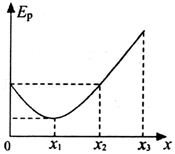 Eₚ
0 x₁ x₂ x₃ x